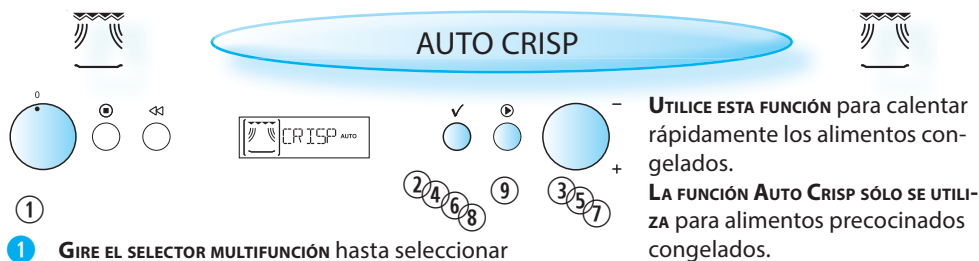 AUTO CRISP
0
CRISP AUTO
−
+
1
2 4 6 8
9
3 5 7
UTILICE ESTA FUNCIÓN para calentar
rápidamente los alimentos con-
gelados.
LA FUNCIÓN AUTO CRISP SÓLO SE UTILI-
ZA para alimentos precocinados
congelados.
1 GIRE EL SELECTOR MULTIFUNCIÓN hasta seleccionar